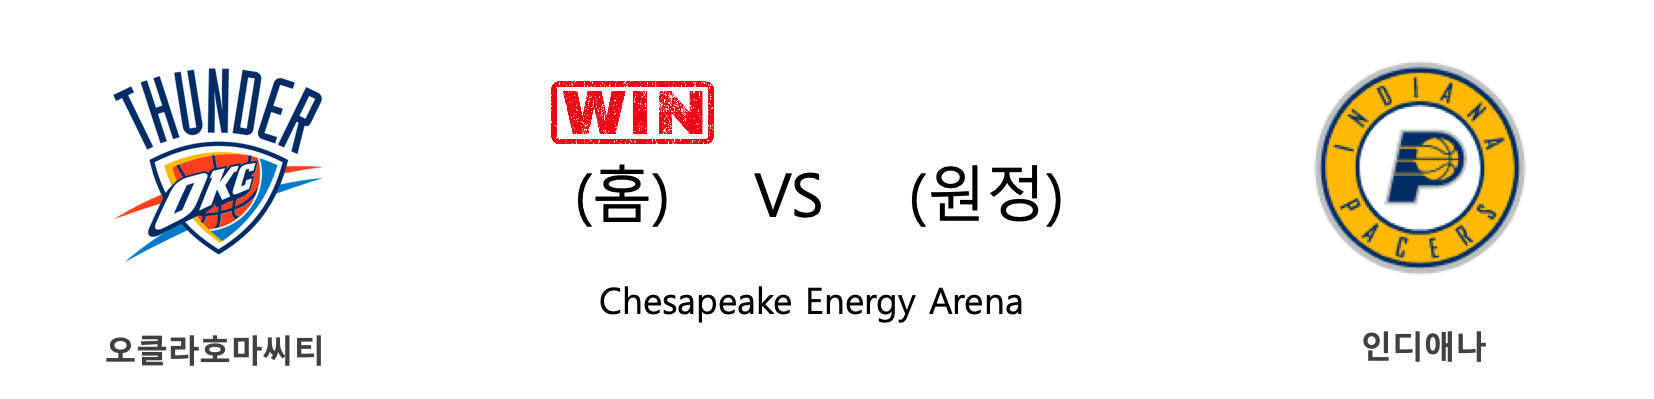 THUNDER
OKC
오클라호마씨티
WIN
(홈) VS (원정)
Chesapeake Energy Arena
INDIANA
P
PACERS
인디애나